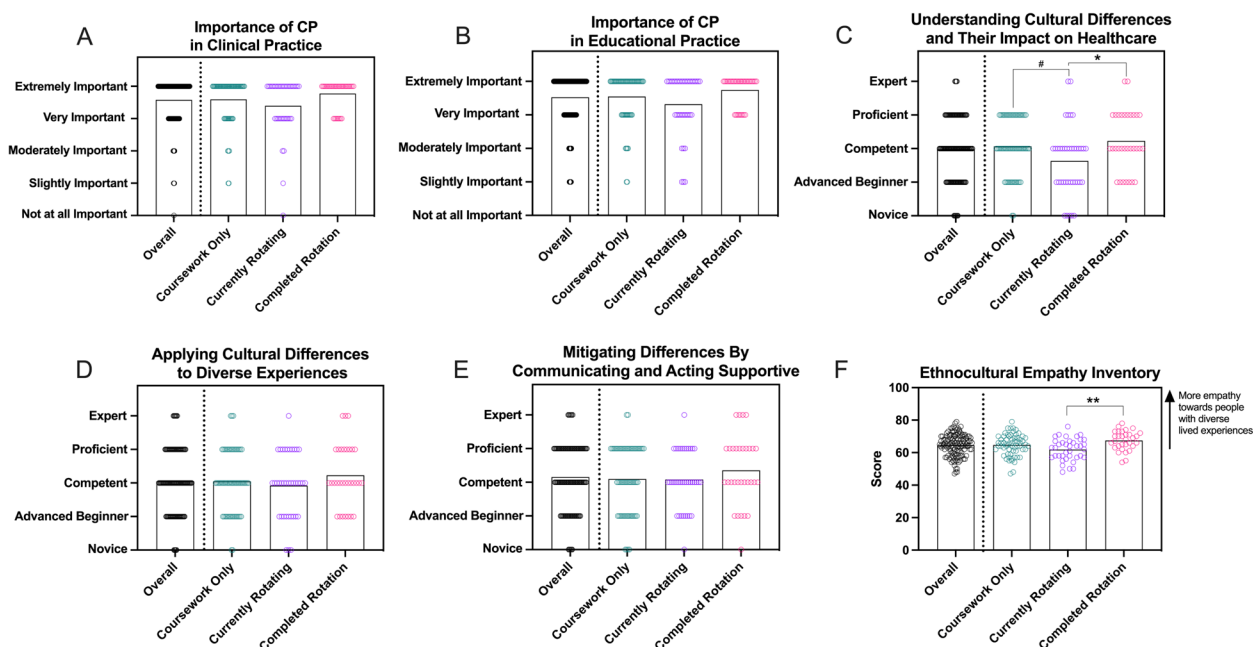 A
Importance of CP
in Clinical Practice
Extremely Important
Very Important
Moderately Important
Slightly Important
Not at all Important
Overall
Coursework Only
Currently Rotating
Completed Rotation
B
Importance of CP
in Educational Practice
Extremely Important
Very Important
Moderately Important
Slightly Important
Not at all Important
Overall
Coursework Only
Currently Rotating
Completed Rotation
C
Understanding Cultural Differences
and Their Impact on Healthcare
Expert
Proficient
Competent
Advanced Beginner
Novice
#
*
Overall
Coursework Only
Currently Rotating
Completed Rotation
D
Applying Cultural Differences
to Diverse Experiences
Expert
Proficient
Competent
Advanced Beginner
Novice
Overall
Coursework Only
Currently Rotating
Completed Rotation
E
Mitigating Differences By
Communicating and Acting Supportive
Expert
Proficient
Competent
Advanced Beginner
Novice
Overall
Coursework Only
Currently Rotating
Completed Rotation
F
Ethnocultural Empathy Inventory
Score
100
80
60
40
20
0
**
More empathy
towards people
with diverse
lived experiences
Overall
Coursework Only
Currently Rotating
Completed Rotation